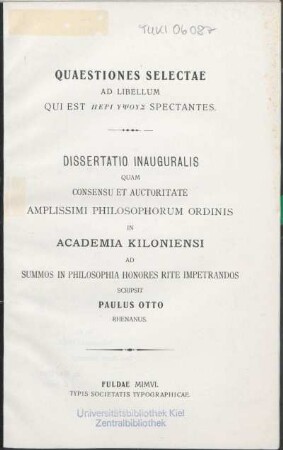 TUKI 06087
QUAESTIONES SELECTAE
AD LIBELLUM
QUI EST ΠΕΡΙ ΥΨΟΥΣ SPECTANTES.
DISSERTATIO INAUGURALIS
QUAM
CONSENSU ET AUCTORITATE
AMPLISSIMI PHILOSOPHORUM ORDINIS
IN
ACADEMIA KILONIENSI
AD
SUMMOS IN PHILOSOPHIA HONORES RITE IMPETRANDOS
SCRIPSIT
PAULUS OTTO
RHENANUS.
FULDAE MIMVI.
TYPIS SOCIETATIS TYPOGRAPHICAE.
Universitätsbibliothek Kiel
Zentralbibliothek